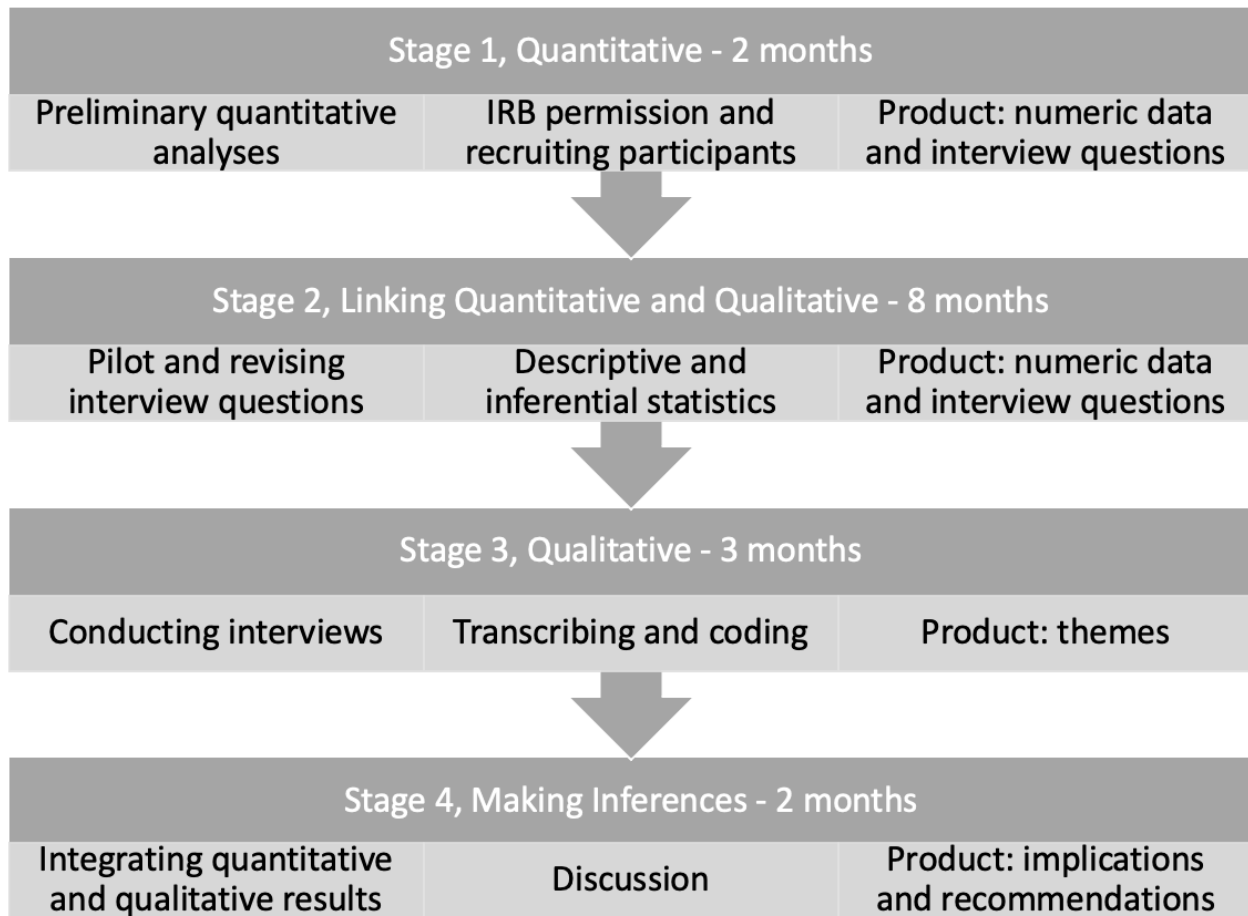 Stage 1, Quantitative - 2 months
Preliminary quantitative
analyses
IRB permission and
recruiting participants
Product: numeric data
and interview questions
Stage 2, Linking Quantitative and Qualitative - 8 months
Pilot and revising
interview questions
Descriptive and
inferential statistics
Product: numeric data
and interview questions
Stage 3, Qualitative - 3 months
Conducting interviews
Transcribing and coding
Product: themes
Stage 4, Making Inferences - 2 months
Integrating quantitative
and qualitative results
Discussion
Product: implications
and recommendations